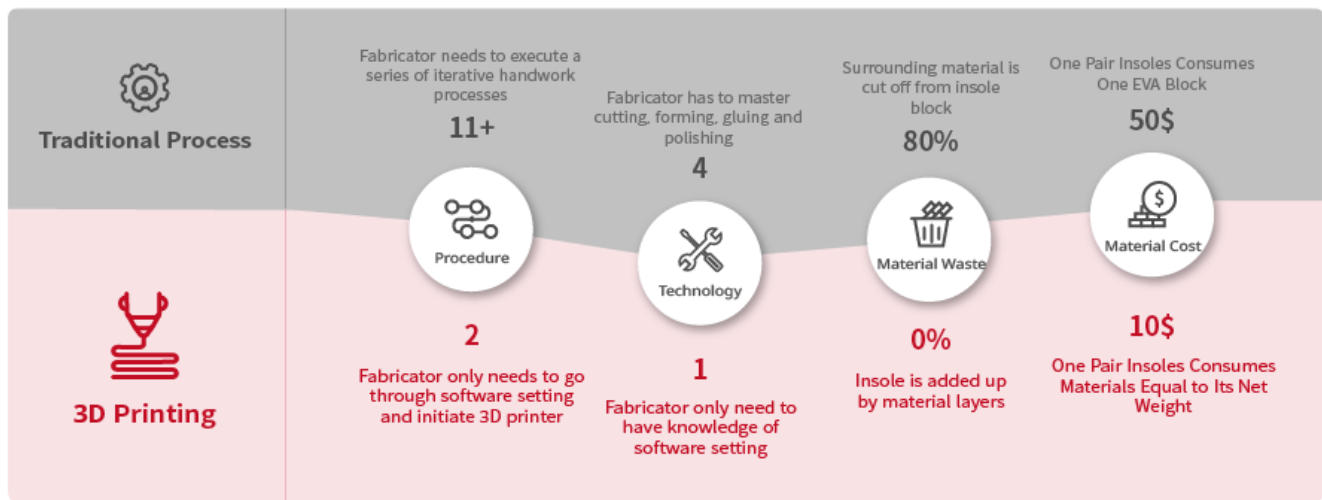 Traditional Process
Fabricator needs to execute a
series of iterative handwork
processes
11+
Fabricator has to master
cutting, forming, gluing and
polishing
4
Surrounding material is
cut off from insole
block
80%
One Pair Insoles Consumes
One EVA Block
50$
Procedure
Technology
Material Waste
$
Material Cost
3D Printing
2
Fabricator only needs to go
through software setting
and initiate 3D printer
1
Fabricator only need to
have knowledge of
software setting
0%
Insole is added up
by material layers
10$
One Pair Insoles Consumes
Materials Equal to Its Net
Weight